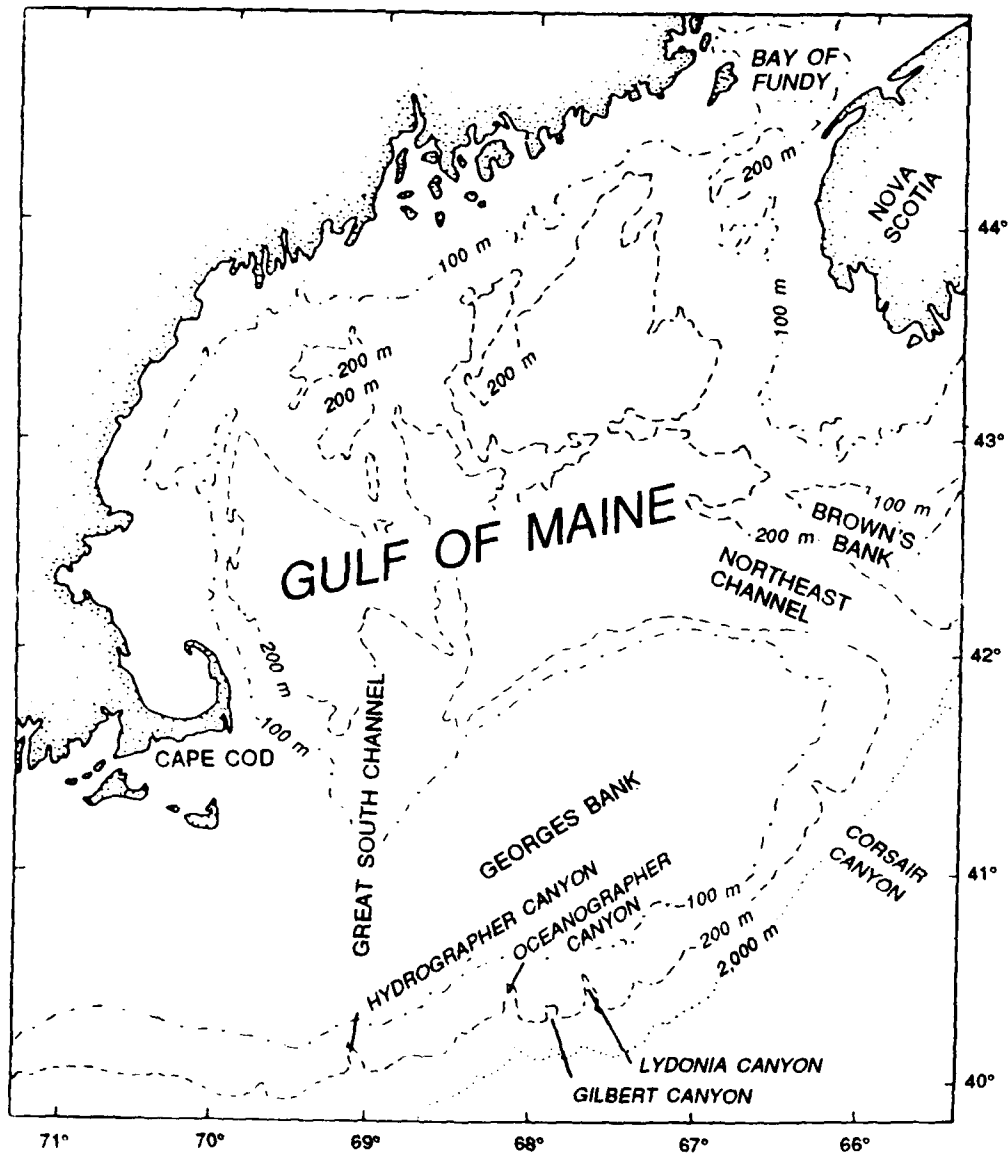 BAY OF
FUNDY
200 m
NOVA
SCOTIA
44°
100 m
100 m
200 m
200 m
200 m
43°
100 m
BROWN'S
BANK
200 m
GULF OF MAINE
NORTHEAST
CHANNEL
42°
200 m
100 m
CAPE COD
GREAT SOUTH CHANNEL
GEORGES BANK
CORSAIR
CANYON
41°
HYDROGRAPHER CANYON
OCEANOGRAPHER
CANYON
100 m
200 m
2,000 m
LYDONIA CANYON
GILBERT CANYON
40°
71°
70°
69°
68°
67°
66°